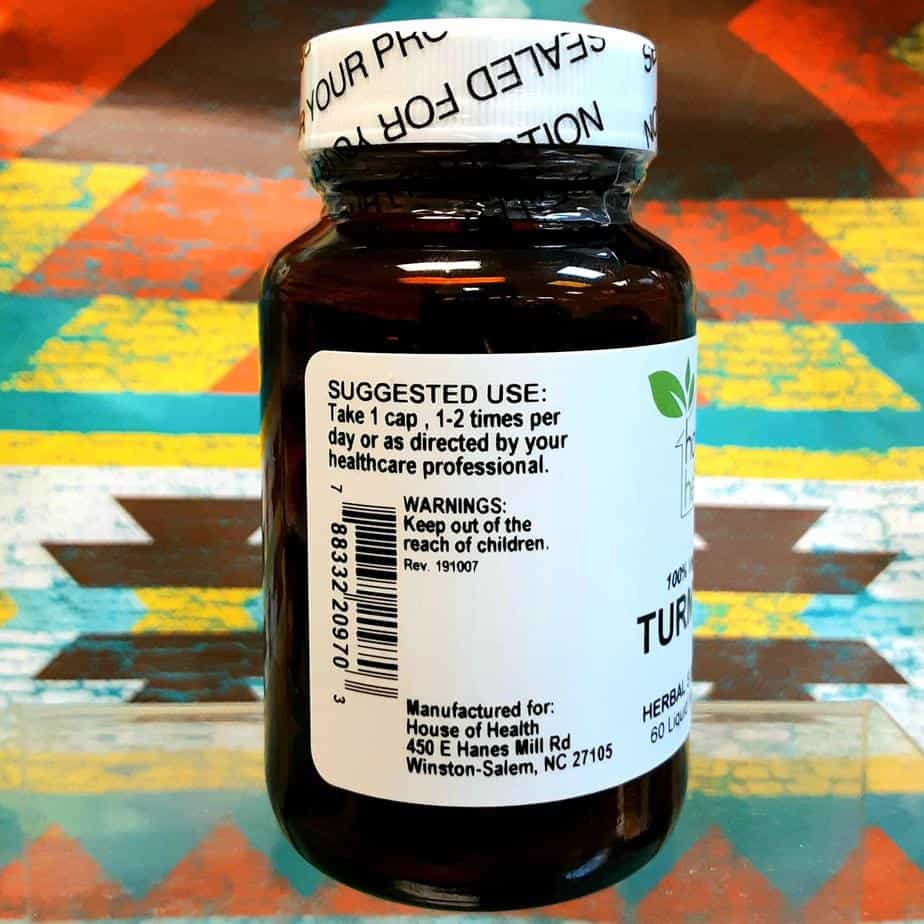 YOUR
SEALED FOR
SUGGESTED USE:
Take 1 cap , 1-2 times per
day or as directed by your
healthcare professional.
WARNINGS:
Keep out of the
reach of children.
Rev. 191007
7 88332 20970 3
Manufactured for:
House of Health
450 E Hanes Mill Rd
Winston-Salem, NC 27105
100%
HERBAL
60 Liquid